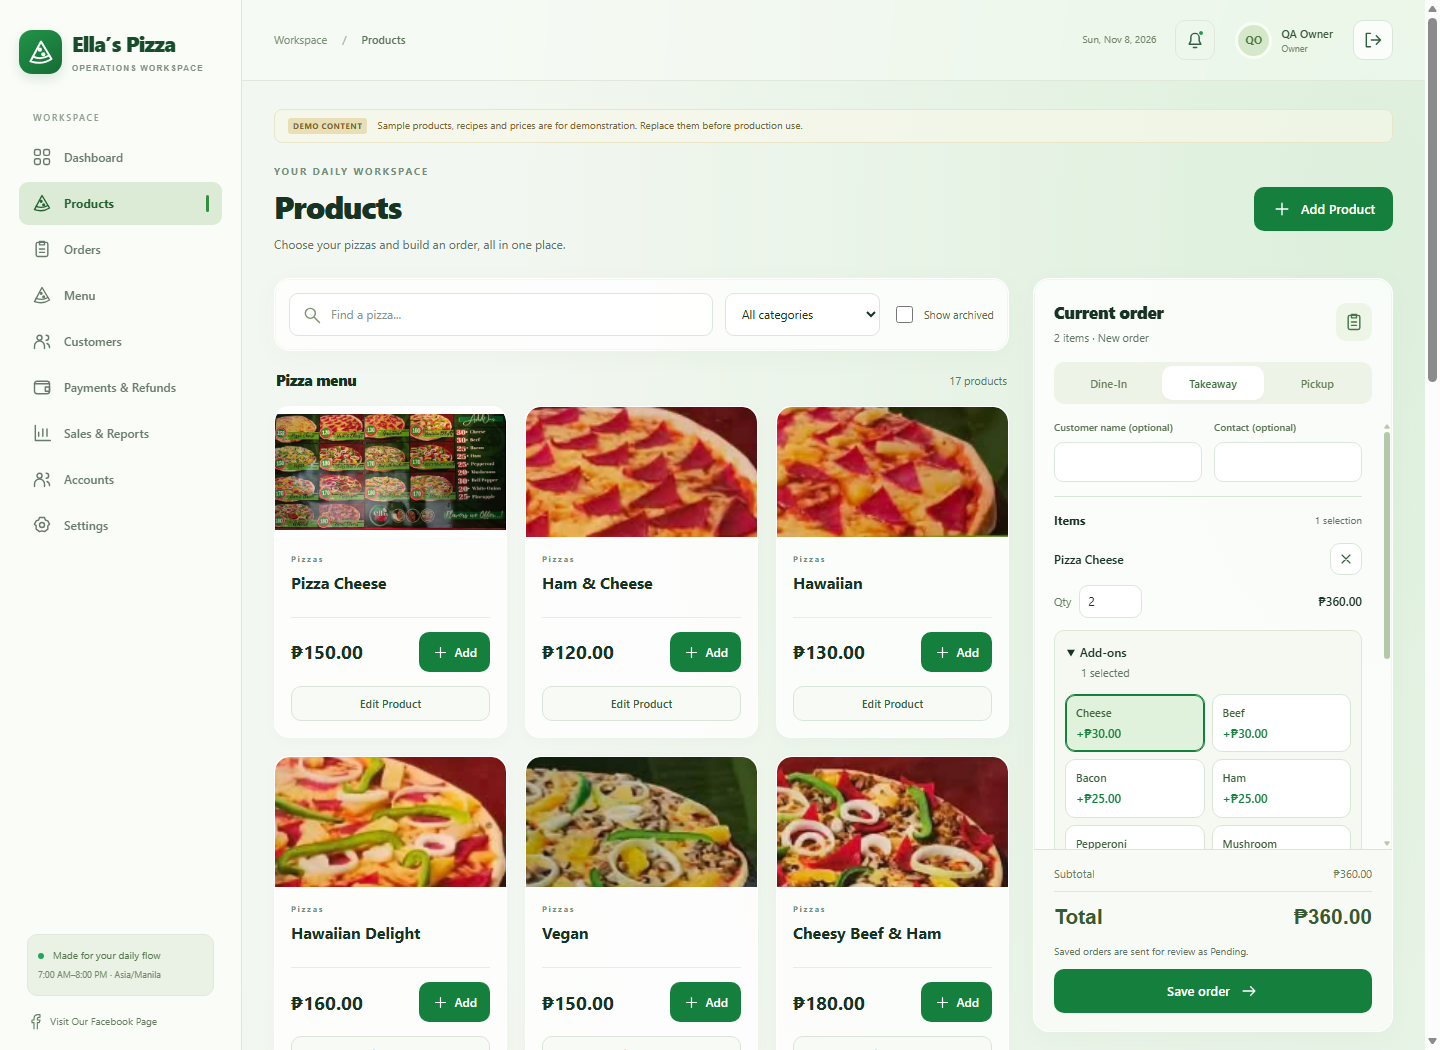 Ella's Pizza
OPERATIONS WORKSPACE
WORKSPACE
Dashboard
Products
Orders
Menu
Customers
Payments & Refunds
Sales & Reports
Accounts
Settings
Made for your daily flow
7:00 AM–8:00 PM · Asia/Manila
Visit Our Facebook Page
Workspace / Products
Sun, Nov 8, 2026
QO
QA Owner
Owner
DEMO CONTENT Sample products, recipes and prices are for demonstration. Replace them before production use.
YOUR DAILY WORKSPACE
Products
Choose your pizzas and build an order, all in one place.
Add Product
Find a pizza...
All categories
Show archived
Pizza menu
17 products
Pizzas
Pizza Cheese
₱150.00
Add
Edit Product
Pizzas
Ham & Cheese
₱120.00
Add
Edit Product
Pizzas
Hawaiian
₱130.00
Add
Edit Product
Pizzas
Hawaiian Delight
₱160.00
Add
Pizzas
Vegan
₱150.00
Add
Pizzas
Cheesy Beef & Ham
₱180.00
Add
Current order
2 items · New order
Dine-In
Takeaway
Pickup
Customer name (optional)
Contact (optional)
Items
1 selection
Pizza Cheese
Qty 2
₱360.00
Add-ons
1 selected
Cheese
+₱30.00
Beef
+₱30.00
Bacon
+₱25.00
Ham
+₱25.00
Pepperoni
Mushroom
Subtotal
₱360.00
Total
₱360.00
Saved orders are sent for review as Pending.
Save order